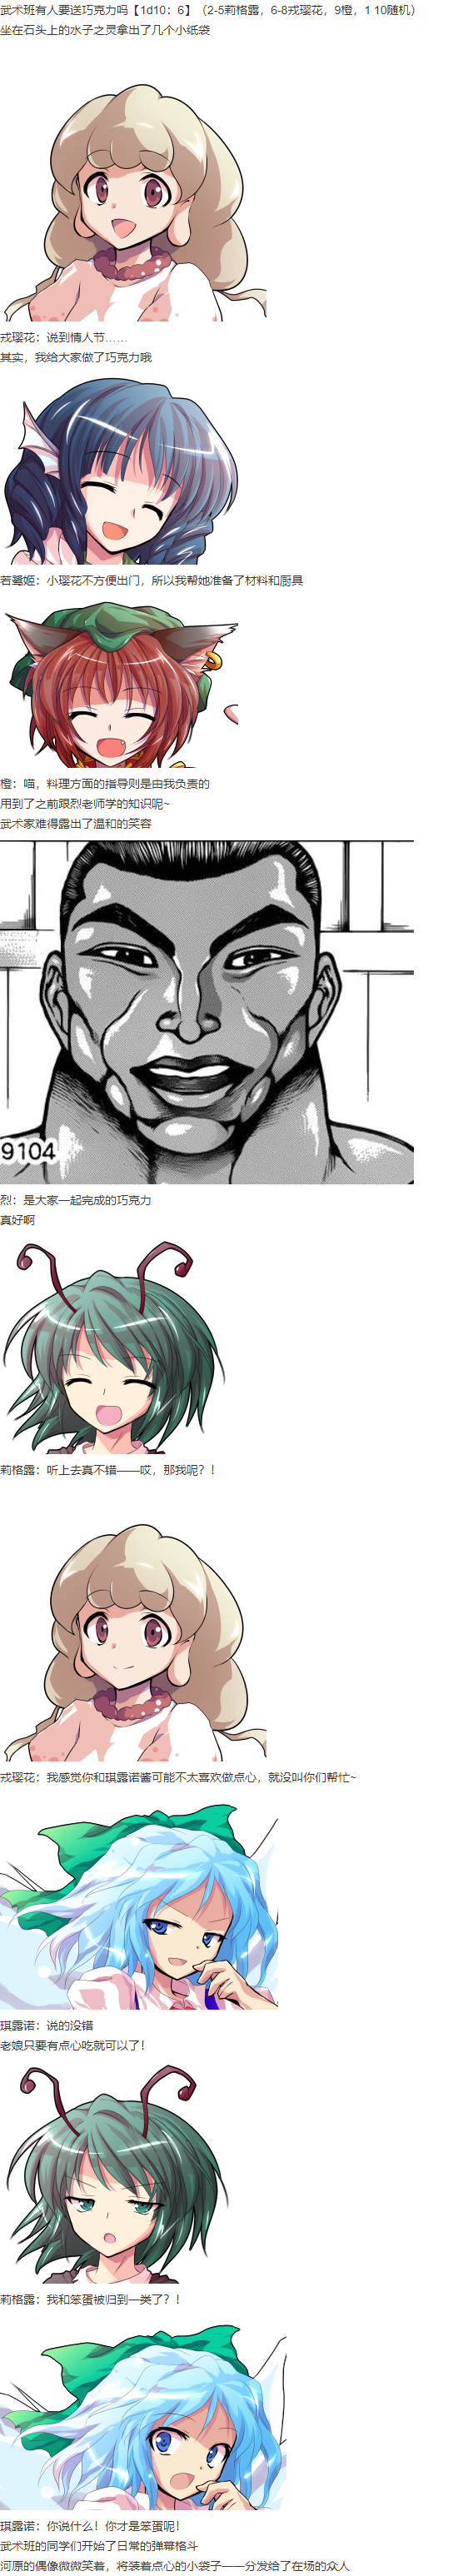 武术班有人要送巧克力吗【1d10：6】（2-5莉格露，6-8戎璎花，9橙，1 10随机）
坐在石头上的水子之灵拿出了几个小纸袋
戎璎花：说到情人节……
其实，我给大家做了巧克力哦
若鹭姬：小璎花不方便出门，所以我帮她准备了材料和厨具
橙：喵，料理方面的指导则是由我负责的
用到了之前跟烈老师学的知识呢~
武术家难得露出了温和的笑容
9104
烈：是大家一起完成的巧克力
真好啊
莉格露：听上去真不错——哎，那我呢？！
戎璎花：我感觉你和琪露诺酱可能不太喜欢做点心，就没叫你们帮忙~
琪露诺：说的没错
老娘只要有点心吃就可以了！
莉格露：我和笨蛋被归到一类了？！
琪露诺：你说什么！你才是笨蛋呢！
武术班的同学们开始了日常的弹幕格斗
河原的偶像微微笑着，将装着点心的小袋子一一分发给了在场的众人